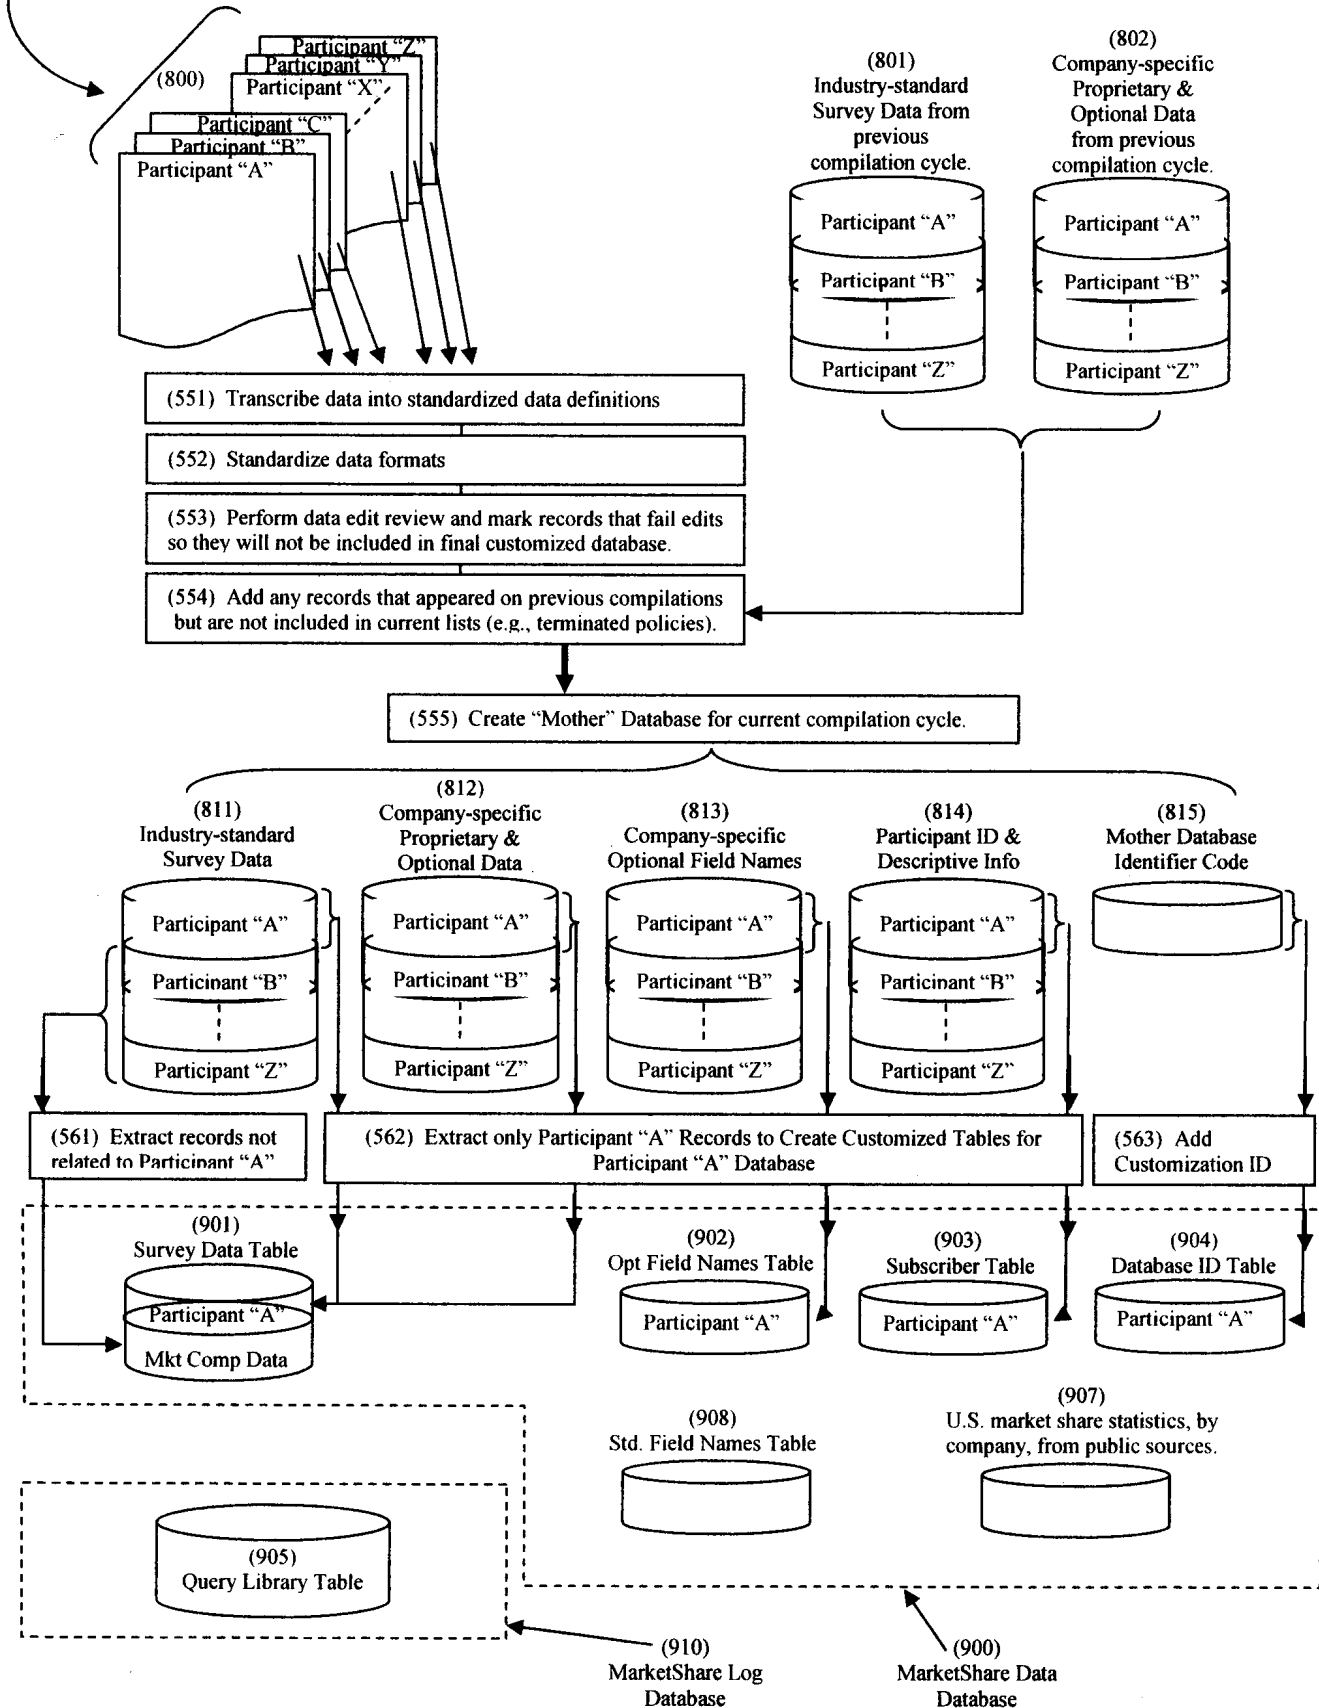 (800)
Participant “Z”
Participant “Y”
Participant “X”
Participant “C”
Participant “B”
Participant “A”
(801)
Industry-standard
Survey Data from
previous
compilation cycle.
Participant “A”
Participant “B”
Participant “Z”
(802)
Company-specific
Proprietary &
Optional Data
from previous
compilation cycle.
Participant “A”
Participant “B”
Participant “Z”
(551) Transcribe data into standardized data definitions
(552) Standardize data formats
(553) Perform data edit review and mark records that fail edits
so they will not be included in final customized database.
(554) Add any records that appeared on previous compilations
but are not included in current lists (e.g., terminated policies).
(555) Create “Mother” Database for current compilation cycle.
(811)
Industry-standard
Survey Data
Participant “A”
Participant “B”
Participant “Z”
(812)
Company-specific
Proprietary &
Optional Data
Participant “A”
Participant “B”
Participant “Z”
(813)
Company-specific
Optional Field Names
Participant “A”
Participant “B”
Participant “Z”
(814)
Participant ID &
Descriptive Info
Participant “A”
Participant “B”
Participant “Z”
(815)
Mother Database
Identifier Code
(561) Extract records not
related to Participant “A”
(562) Extract only Participant “A” Records to Create Customized Tables for
Participant “A” Database
(563) Add
Customization ID
(901)
Survey Data Table
Participant “A”
Mkt Comp Data
(902)
Opt Field Names Table
Participant “A”
(903)
Subscriber Table
Participant “A”
(904)
Database ID Table
Participant “A”
(908)
Std. Field Names Table
(907)
U.S. market share statistics, by
company, from public sources.
(905)
Query Library Table
(910)
MarketShare Log
Database
(900)
MarketShare Data
Database